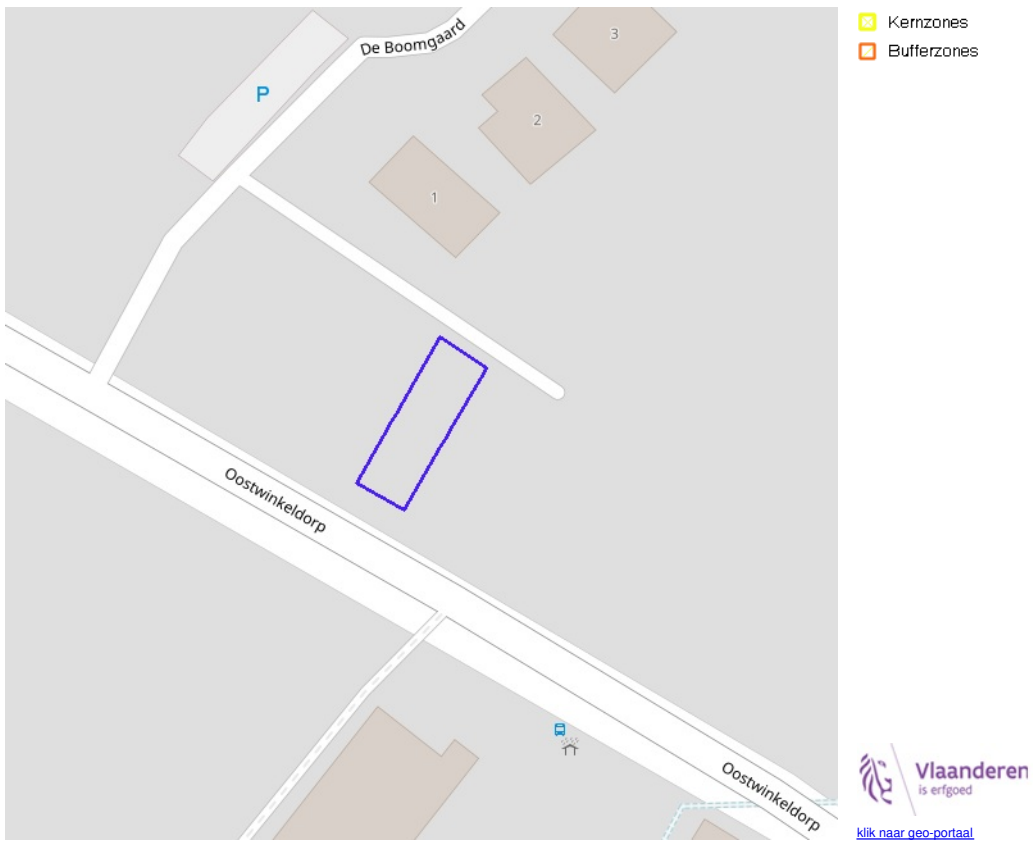 De Boomgaard
3
P
2
1
Oostwinkeldorp
Oostwinkeldorp
Kernzones
Bufferzones
Vlaanderen
is erfgoed
klik naar geo-portaal